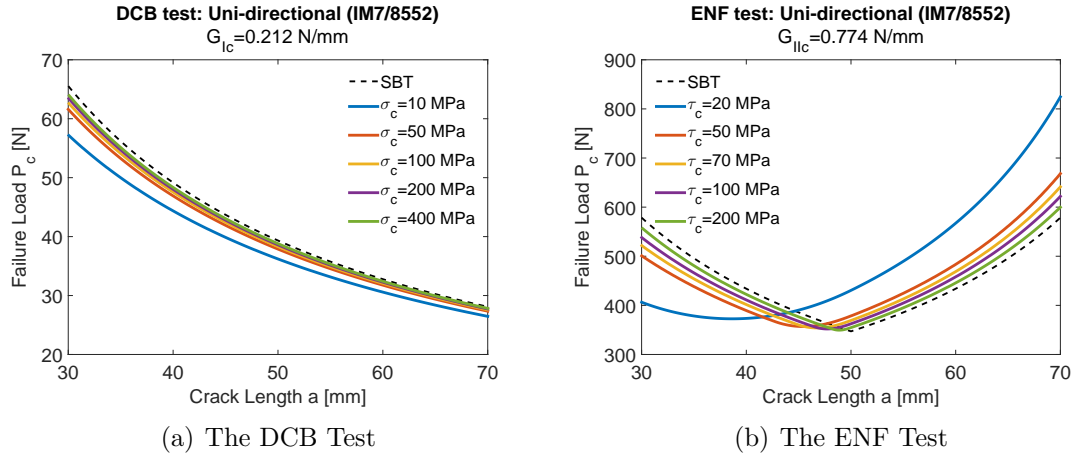 DCB test: Uni-directional (IM7/8552)
G_Ic=0.212 N/mm
70
60
50
40
30
20
30 40 50 60 70
Failure Load P_c [N]
Crack Length a [mm]
SBT
σ_c=10 MPa
σ_c=50 MPa
σ_c=100 MPa
σ_c=200 MPa
σ_c=400 MPa
(a) The DCB Test
ENF test: Uni-directional (IM7/8552)
G_IIc=0.774 N/mm
900
800
700
600
500
400
300
30 40 50 60 70
Failure Load P_c [N]
Crack Length a [mm]
SBT
τ_c=20 MPa
τ_c=50 MPa
τ_c=70 MPa
τ_c=100 MPa
τ_c=200 MPa
(b) The ENF Test